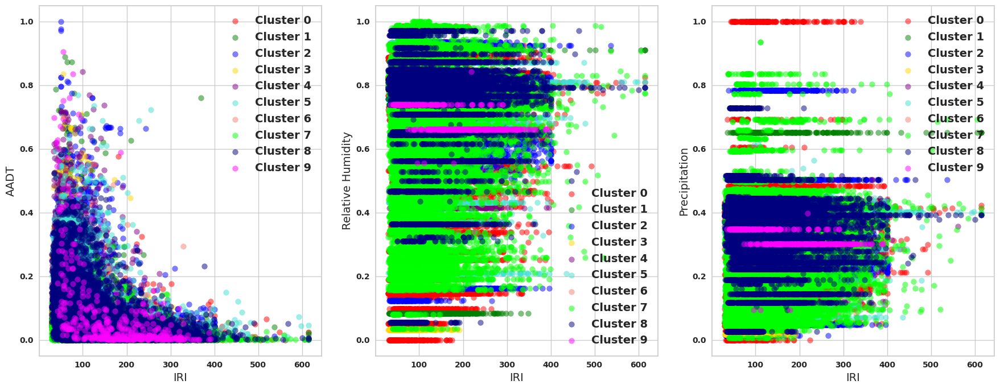 AADT
1.0
0.8
0.6
0.4
0.2
0.0
100 200 300 400 500 600
IRI
Cluster 0
Cluster 1
Cluster 2
Cluster 3
Cluster 4
Cluster 5
Cluster 6
Cluster 7
Cluster 8
Cluster 9
Relative Humidity
1.0
0.8
0.6
0.4
0.2
0.0
100 200 300 400 500 600
IRI
Cluster 0
Cluster 1
Cluster 2
Cluster 3
Cluster 4
Cluster 5
Cluster 6
Cluster 7
Cluster 8
Cluster 9
Precipitation
1.0
0.8
0.6
0.4
0.2
0.0
100 200 300 400 500 600
IRI
Cluster 0
Cluster 1
Cluster 2
Cluster 3
Cluster 4
Cluster 5
Cluster 6
Cluster 7
Cluster 8
Cluster 9